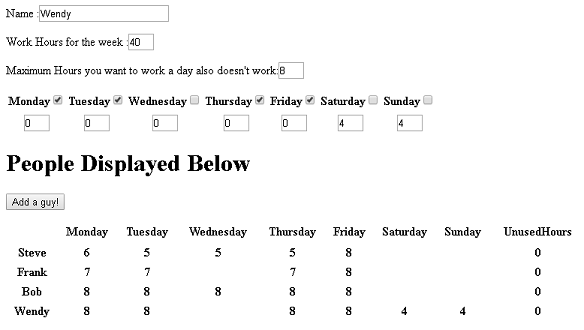 Name :Wendy
Work Hours for the week :40
Maximum Hours you want to work a day also doesn't work:8
Monday Tuesday Wednesday Thursday Friday Saturday Sunday
0 0 0 0 0 4 4
People Displayed Below
Add a guy!
Monday Tuesday Wednesday Thursday Friday Saturday Sunday UnusedHours
Steve 6 5 5 5 8 0
Frank 7 7 7 8 0
Bob 8 8 8 8 8 0
Wendy 8 8 8 8 4 4 0